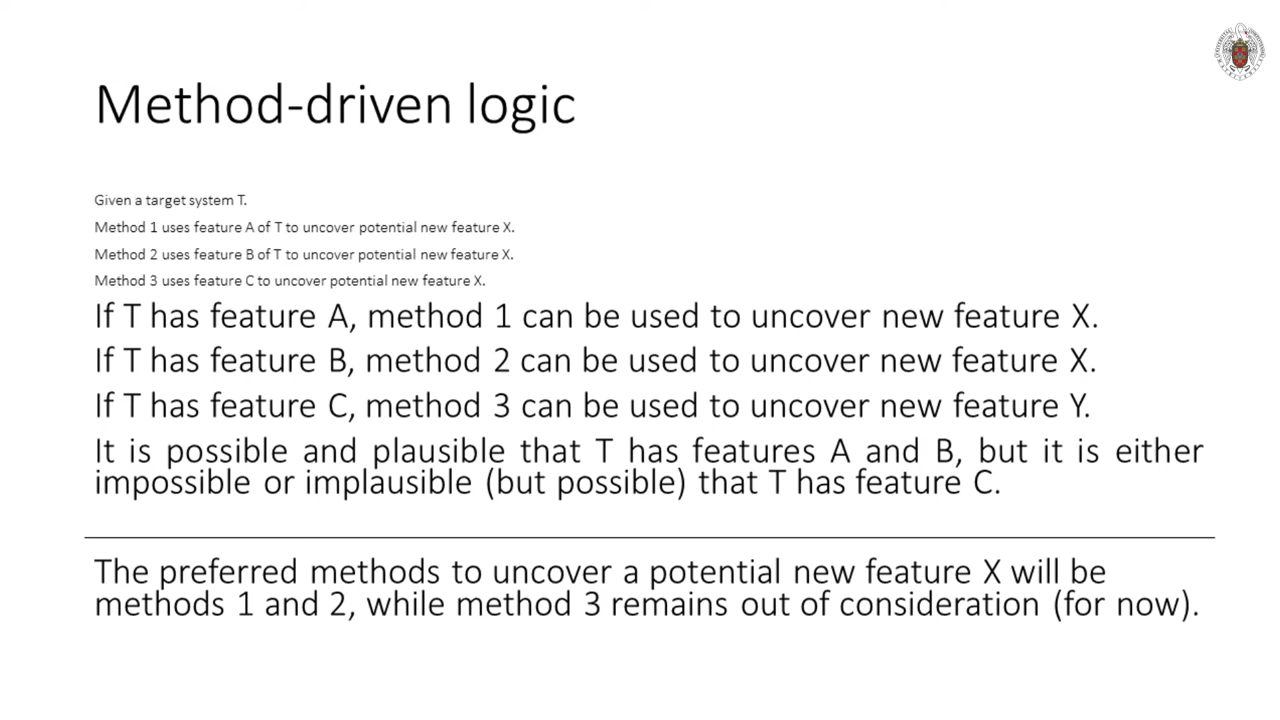 Method-driven logic
Given a target system T.
Method 1 uses feature A of T to uncover potential new feature X.
Method 2 uses feature B of T to uncover potential new feature X.
Method 3 uses feature C to uncover potential new feature X.
If T has feature A, method 1 can be used to uncover new feature X.
If T has feature B, method 2 can be used to uncover new feature X.
If T has feature C, method 3 can be used to uncover new feature Y.
It is possible and plausible that T has features A and B, but it is either
impossible or implausible (but possible) that T has feature C.
The preferred methods to uncover a potential new feature X will be
methods 1 and 2, while method 3 remains out of consideration (for now).